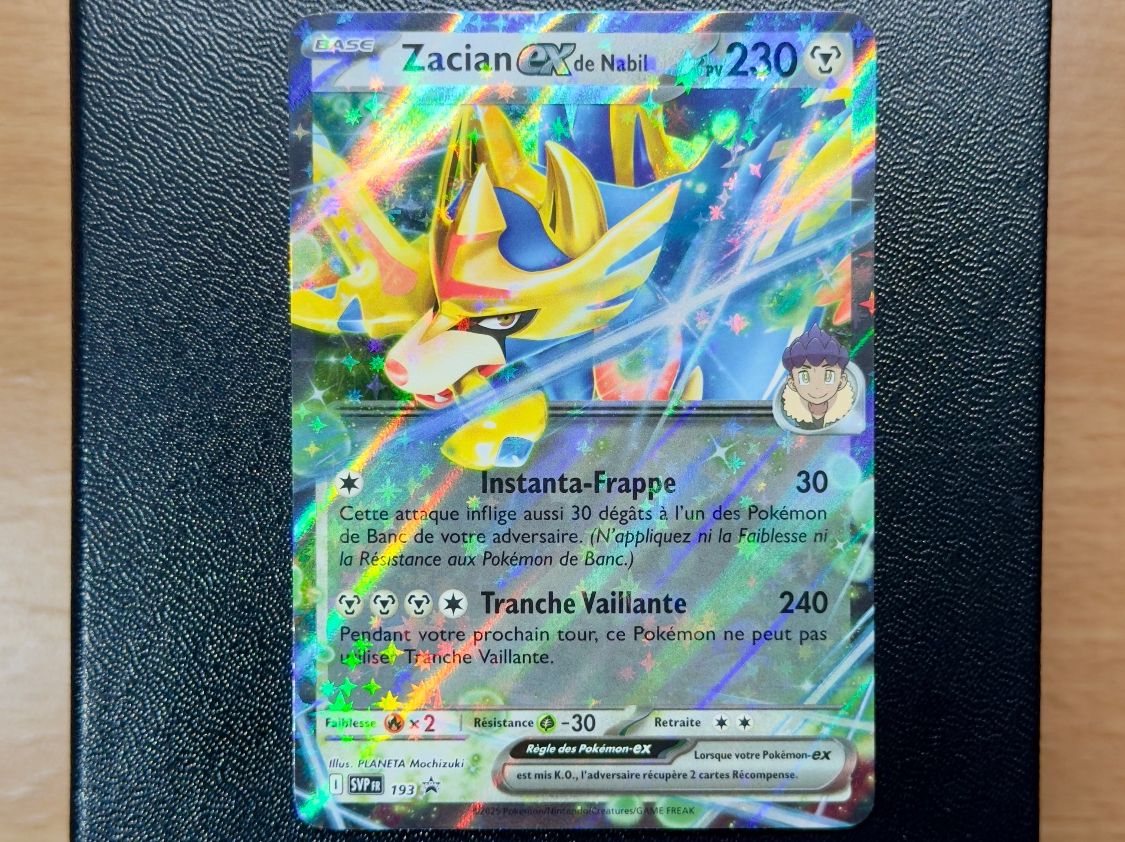 BASE Zacian ex de Nabil PV 230
Instanta-Frappe 30
Cette attaque inflige aussi 30 dégâts à l'un des Pokémon
de Banc de votre adversaire. (N'appliquez ni la Faiblesse ni
la Résistance aux Pokémon de Banc.)
Tranche Vaillante 240
Pendant votre prochain tour, ce Pokémon ne peut pas
utiliser Tranche Vaillante.
Faiblesse × 2 Résistance -30 Retraite
Illus. PLANETA Mochizuki
Règle des Pokémon-ex Lorsque votre Pokémon-ex
est mis K.O., l'adversaire récupère 2 cartes Récompense.
I SVP FR 193
©2025 Pokémon/Nintendo/Creatures/GAME FREAK